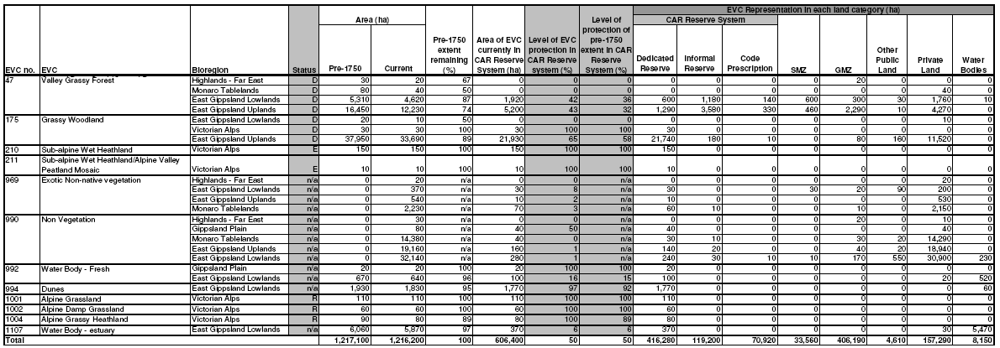 EVC Representation in each land category (ha)
Area (ha) CAR Reserve System
EVC no. EVC Bioregion Status Pre-1750 Current Pre-1750 extent remaining (%) Area of EVC currently in CAR Reserve System (ha) Level of EVC protection in CAR Reserve system (%) Level of protection of pre-1750 extent in CAR Reserve System (%) Dedicated Reserve Informal Reserve Code Prescription SMZ GMZ Other Public Land Private Land Water Bodies
47 Valley Grassy Forest Highlands - Far East D 30 20 67 0 0 0 0 0 0 0 20 0 0 0
Monaro Tablelands D 80 40 50 0 0 0 0 0 0 0 0 0 40 0
East Gippsland Lowlands D 5,310 4,620 87 1,920 42 36 600 1,180 140 600 300 30 1,760 10
East Gippsland Uplands D 16,450 12,230 74 5,200 43 32 1,290 3,580 330 460 2,290 10 4,270 0
175 Grassy Woodland East Gippsland Lowlands D 20 10 50 0 0 0 0 0 0 0 0 0 10 0
Victorian Alps D 30 30 100 30 100 100 30 0 0 0 0 0 0 0
East Gippsland Uplands D 37,950 33,690 89 21,930 65 58 21,740 180 10 0 80 160 11,520 0
210 Sub-alpine Wet Heathland Victorian Alps E 150 150 100 150 100 100 150 0 0 0 0 0 0 0
211 Sub-alpine Wet Heathland/Alpine Valley
Peatland Mosaic Victorian Alps E 10 10 100 10 100 100 10 0 0 0 0 0 0 0
969 Exotic Non-native vegetation Highlands - Far East n/a 0 20 n/a 0 0 n/a 0 0 0 0 0 0 20 0
East Gippsland Lowlands n/a 0 370 n/a 30 8 n/a 30 0 0 30 20 90 200 0
East Gippsland Uplands n/a 0 540 n/a 10 2 n/a 10 0 0 0 0 0 530 0
Monaro Tablelands n/a 0 2,230 n/a 70 3 n/a 60 10 0 0 10 0 2,150 0
990 Non Vegetation Highlands - Far East n/a 0 30 n/a 0 0 n/a 0 0 0 0 20 0 10 0
Gippsland Plain n/a 0 80 n/a 40 50 n/a 40 0 0 0 0 0 40 0
Monaro Tablelands n/a 0 14,380 n/a 40 0 n/a 30 10 0 0 30 20 14,290 0
East Gippsland Uplands n/a 0 19,160 n/a 160 1 n/a 140 20 0 0 40 20 18,940 0
East Gippsland Lowlands n/a 0 32,140 n/a 280 1 n/a 240 30 10 10 170 550 30,900 230
992 Water Body - Fresh Gippsland Plain n/a 20 20 100 20 100 100 20 0 0 0 0 0 0 0
East Gippsland Lowlands n/a 670 640 96 100 16 15 100 0 0 0 0 0 20 520
994 Dunes East Gippsland Lowlands n/a 1,930 1,830 95 1,770 97 92 1,770 0 0 0 0 0 0 60
1001 Alpine Grassland Victorian Alps R 110 110 100 110 100 100 110 0 0 0 0 0 0 0
1002 Alpine Damp Grassland Victorian Alps R 60 60 100 60 100 100 60 0 0 0 0 0 0 0
1004 Alpine Grassy Heathland Victorian Alps R 90 80 89 80 100 89 80 0 0 0 0 0 0 0
1107 Water Body - estuary East Gippsland Lowlands n/a 6,060 5,870 97 370 6 6 370 0 0 0 0 0 30 5,470
Total 1,217,100 1,216,200 100 606,400 50 50 416,280 119,200 70,920 33,560 406,190 4,610 157,290 8,150